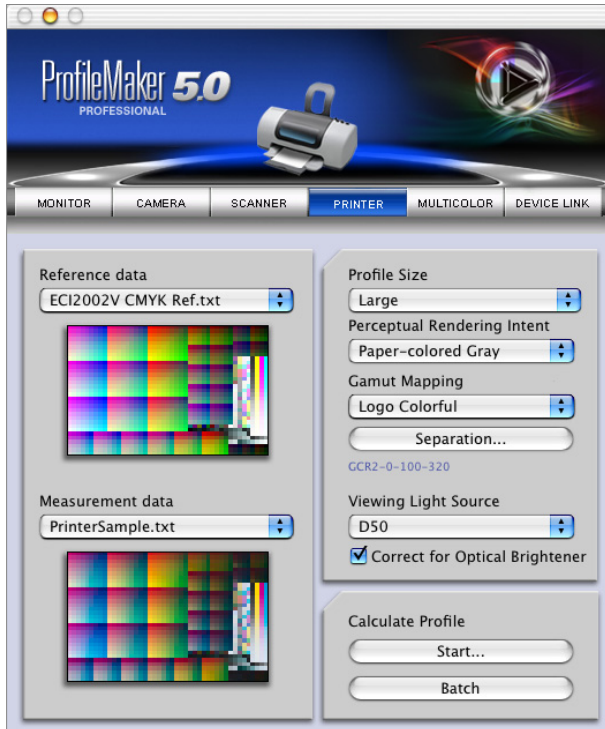 ProfileMaker 5.0
PROFESSIONAL
MONITOR
CAMERA
SCANNER
PRINTER
MULTICOLOR
DEVICE LINK
Reference data
ECI2002V CMYK Ref.txt
Measurement data
PrinterSample.txt
Profile Size
Large
Perceptual Rendering Intent
Paper-colored Gray
Gamut Mapping
Logo Colorful
Separation...
GCR2-0-100-320
Viewing Light Source
D50
Correct for Optical Brightener
Calculate Profile
Start...
Batch